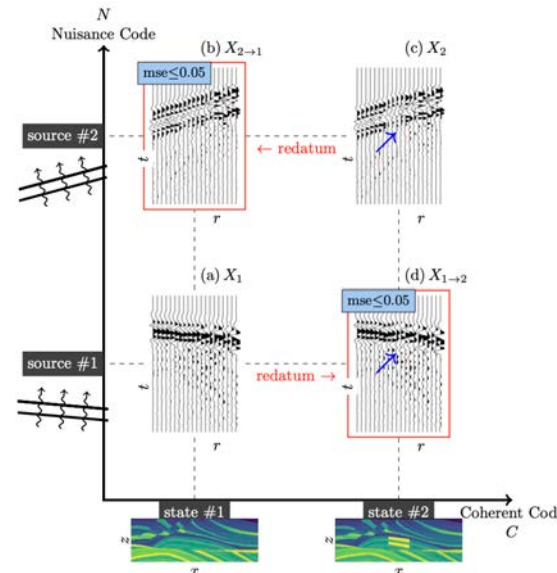 N
Nuisance Code
(b) X2→1
(c) X2
mse≤0.05
source #2
← redatum
t
t
r
r
(a) X1
(d) X1→2
mse≤0.05
source #1
redatum →
t
t
r
r
state #1
state #2
Coherent Cod
C
z
z
x
x